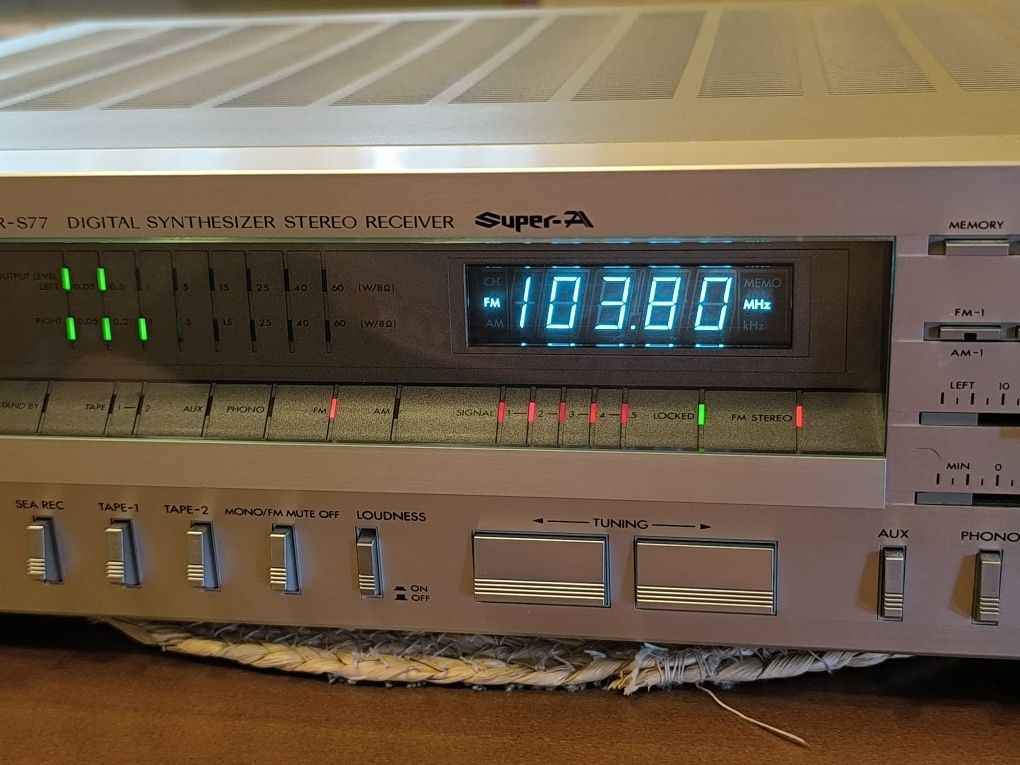 R-S77 DIGITAL SYNTHESIZER STEREO RECEIVER Super-A
MEMORY
OUTPUT LEVEL
LEFT 0.05 0.2 1 5 15 25 40 60 (W/8Ω)
RIGHT 0.05 0.2 1 5 15 25 40 60 (W/8Ω)
CH MEMO
FM 103.80 MHz
AM kHz
FM-1
AM-1
LEFT 10
STAND BY TAPE 1 2 AUX PHONO FM AM SIGNAL 1 2 3 4 5 LOCKED FM STEREO
MIN 0
SEA REC TAPE-1 TAPE-2 MONO/FM MUTE OFF LOUDNESS TUNING AUX PHONO
ON
OFF